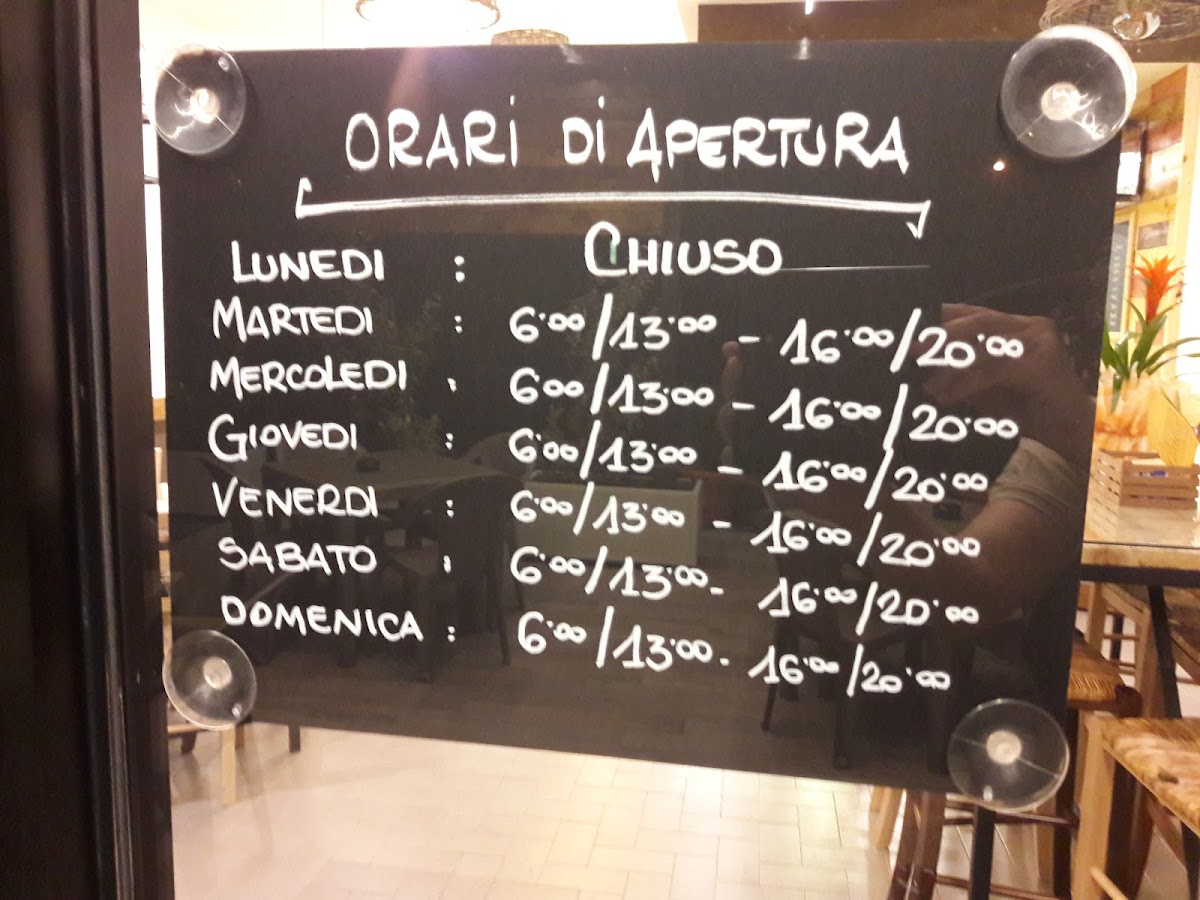 ORARI DI APERTURA
LUNEDI : CHIUSO
MARTEDI : 6:00/13:00 - 16:00/20:00
MERCOLEDI : 6:00/13:00 - 16:00/20:00
GIOVEDI : 6:00/13:00 - 16:00/20:00
VENERDI : 6:00/13:00 - 16:00/20:00
SABATO : 6:00/13:00 - 16:00/20:00
DOMENICA : 6:00/13:00 - 16:00/20:00